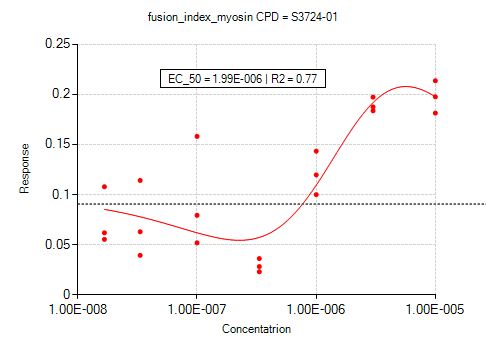 fusion_index_myosin CPD = S3724-01
0.25
EC_50 = 1.99E-006 | R2 = 0.77
0.2
0.15
Response
0.1
0.05
0
1.00E-008 1.00E-007 1.00E-006 1.00E-005
Concentatrion